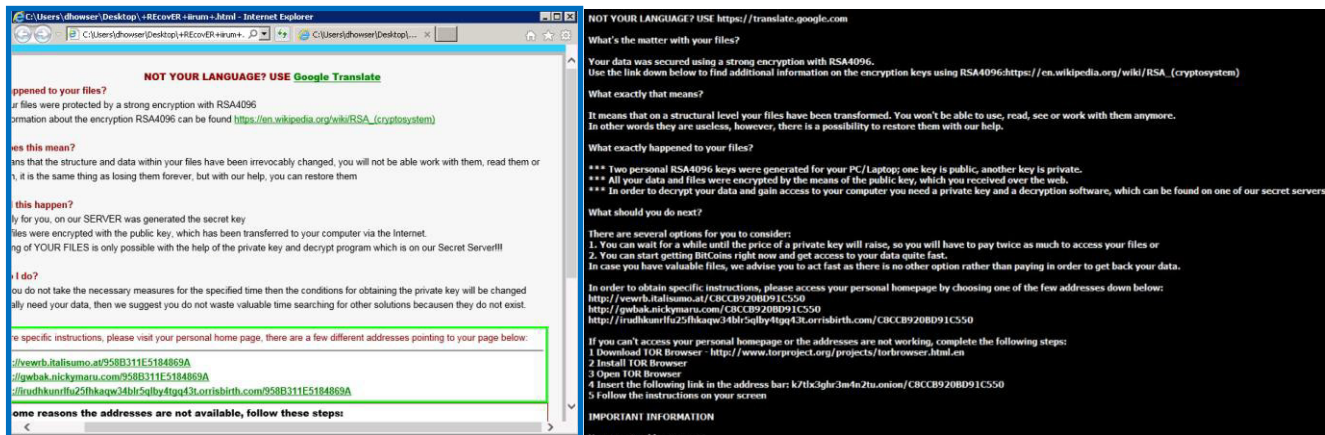 C:\Users\dhowser\Desktop\+REcovER+iirum+.html - Internet Explorer
C:\Users\dhowser\Desktop\+REcovER+iirum+.
C:\Users\dhowser\Desktop\...
NOT YOUR LANGUAGE? USE Google Translate
ppened to your files?
ur files were protected by a strong encryption with RSA4096
ormation about the encryption RSA4096 can be found https://en.wikipedia.org/wiki/RSA_(cryptosystem)
es this mean?
ans that the structure and data within your files have been irrevocably changed, you will not be able work with them, read them or
, it is the same thing as losing them forever, but with our help, you can restore them
this happen?
ly for you, on our SERVER was generated the secret key
iles were encrypted with the public key, which has been transferred to your computer via the Internet.
ng of YOUR FILES is only possible with the help of the private key and decrypt program which is on our Secret Server!!!
I do?
ou do not take the necessary measures for the specified time then the conditions for obtaining the private key will be changed
ally need your data, then we suggest you do not waste valuable time searching for other solutions becausen they do not exist.
re specific instructions, please visit your personal home page, there are a few different addresses pointing to your page below:
://vewrb.italisumo.at/958B311E5184869A
://gwbak.nickymaru.com/958B311E5184869A
://irudhkunrlfu25fhkaqw34blr5qlby4tgq43t.orrisbirth.com/958B311E5184869A
ome reasons the addresses are not available, follow these steps:
NOT YOUR LANGUAGE? USE https://translate.google.com
What's the matter with your files?
Your data was secured using a strong encryption with RSA4096.
Use the link down below to find additional information on the encryption keys using RSA4096:https://en.wikipedia.org/wiki/RSA_(cryptosystem)
What exactly that means?
It means that on a structural level your files have been transformed. You won't be able to use, read, see or work with them anymore.
In other words they are useless, however, there is a possibility to restore them with our help.
What exactly happened to your files?
*** Two personal RSA4096 keys were generated for your PC/Laptop; one key is public, another key is private.
*** All your data and files were encrypted by the means of the public key, which you received over the web.
*** In order to decrypt your data and gain access to your computer you need a private key and a decryption software, which can be found on one of our secret servers
What should you do next?
There are several options for you to consider:
1. You can wait for a while until the price of a private key will raise, so you will have to pay twice as much to access your files or
2. You can start getting BitCoins right now and get access to your data quite fast.
In case you have valuable files, we advise you to act fast as there is no other option rather than paying in order to get back your data.
In order to obtain specific instructions, please access your personal homepage by choosing one of the few addresses down below:
http://vewrb.italisumo.at/C8CCB920BD91C550
http://gwbak.nickymaru.com/C8CCB920BD91C550
http://irudhkunrlfu25fhkaqw34blr5qlby4tgq43t.orrisbirth.com/C8CCB920BD91C550
If you can't access your personal homepage or the addresses are not working, complete the following steps:
1 Download TOR Browser - http://www.torproject.org/projects/torbrowser.html.en
2 Install TOR Browser
3 Open TOR Browser
4 Insert the following link in the address bar: k7tlx3ghr3m4n2tu.onion/C8CCB920BD91C550
5 Follow the instructions on your screen
IMPORTANT INFORMATION